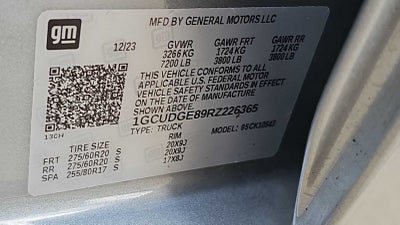 gm
MFD BY GENERAL MOTORS LLC
12/23 GVWR GAWR FRT GAWR RR
3266 KG 1724 KG 1724 KG
7200 LB 3800 LB 3800 LB
THIS VEHICLE CONFORMS TO ALL
APPLICABLE U.S. FEDERAL MOTOR
VEHICLE SAFETY STANDARDS
IN EFFECT ON THE DATE OF
MANUFACTURE
SHOWN ABOVE.
1GCUDGE89RZ226365
13CH TYPE: TRUCK MODEL:
TIRE SIZE RIM
FRT 275/60R20 S 20X9J
RR 275/60R20 S 20X9J
SPA 255/80R17 S 17X8J